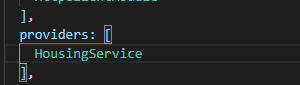 ],
providers: [
HousingService
],